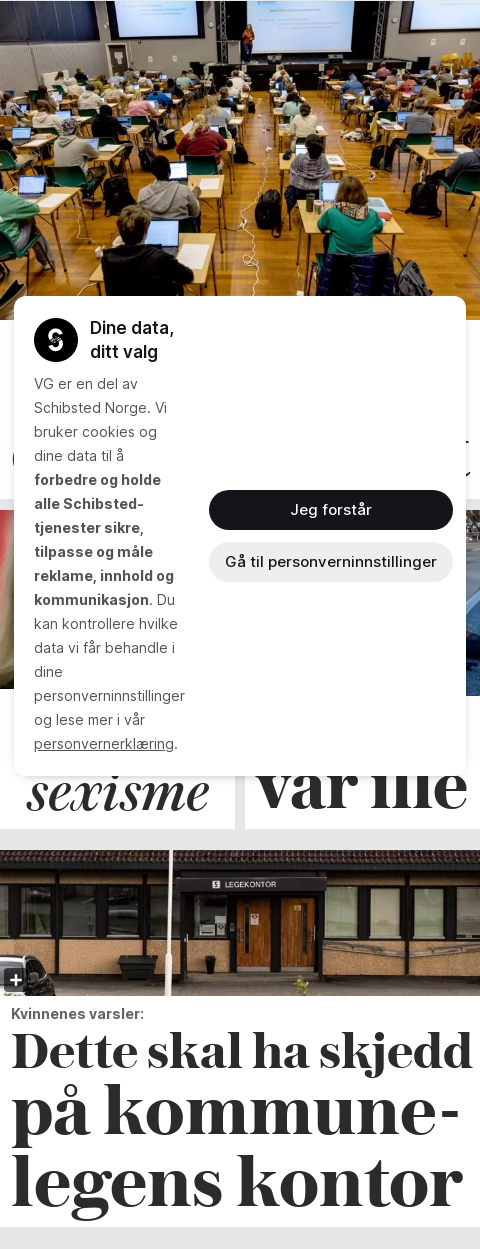 Dine data,
ditt valg
VG er en del av
Schibsted Norge. Vi
bruker cookies og
dine data til å
forbedre og holde
alle Schibsted-
tjenester sikre,
tilpasse og måle
reklame, innhold og
kommunikasjon. Du
kan kontrollere hvilke
data vi får behandle i
dine
personverninnstillinger
og lese mer i vår
personvernerklæring.
Jeg forstår
Gå til personverninnstillinger
sexisme
var ille
LEGEKONTOR
Kvinnenes varsler:
Dette skal ha skjedd
på kommune-
legens kontor